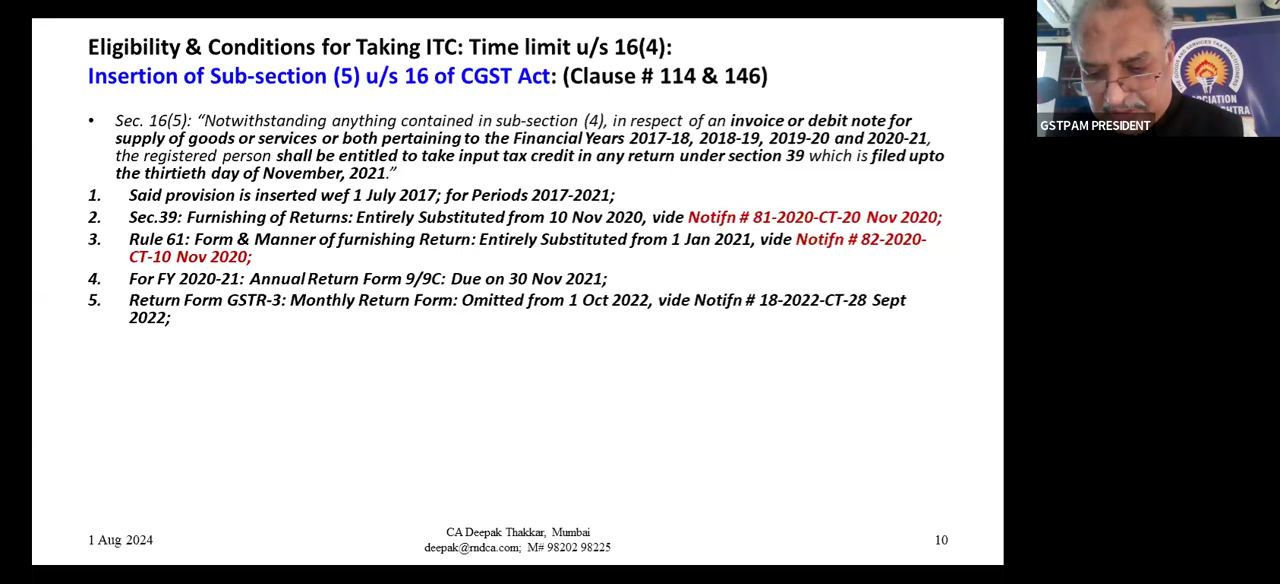 Eligibility & Conditions for Taking ITC: Time limit u/s 16(4):
Insertion of Sub-section (5) u/s 16 of CGST Act: (Clause # 114 & 146)
• Sec. 16(5): “Notwithstanding anything contained in sub-section (4), in respect of an invoice or debit note for
supply of goods or services or both pertaining to the Financial Years 2017-18, 2018-19, 2019-20 and 2020-21,
the registered person shall be entitled to take input tax credit in any return under section 39 which is filed upto
the thirtieth day of November, 2021.”
1. Said provision is inserted wef 1 July 2017; for Periods 2017-2021;
2. Sec.39: Furnishing of Returns: Entirely Substituted from 10 Nov 2020, vide Notifn # 81-2020-CT-20 Nov 2020;
3. Rule 61: Form & Manner of furnishing Return: Entirely Substituted from 1 Jan 2021, vide Notifn # 82-2020-
CT-10 Nov 2020;
4. For FY 2020-21: Annual Return Form 9/9C: Due on 30 Nov 2021;
5. Return Form GSTR-3: Monthly Return Form: Omitted from 1 Oct 2022, vide Notifn # 18-2022-CT-28 Sept
2022;
1 Aug 2024
CA Deepak Thakkar, Mumbai
deepak@rndca.com; M# 98202 98225
10
GSTPAM PRESIDENT